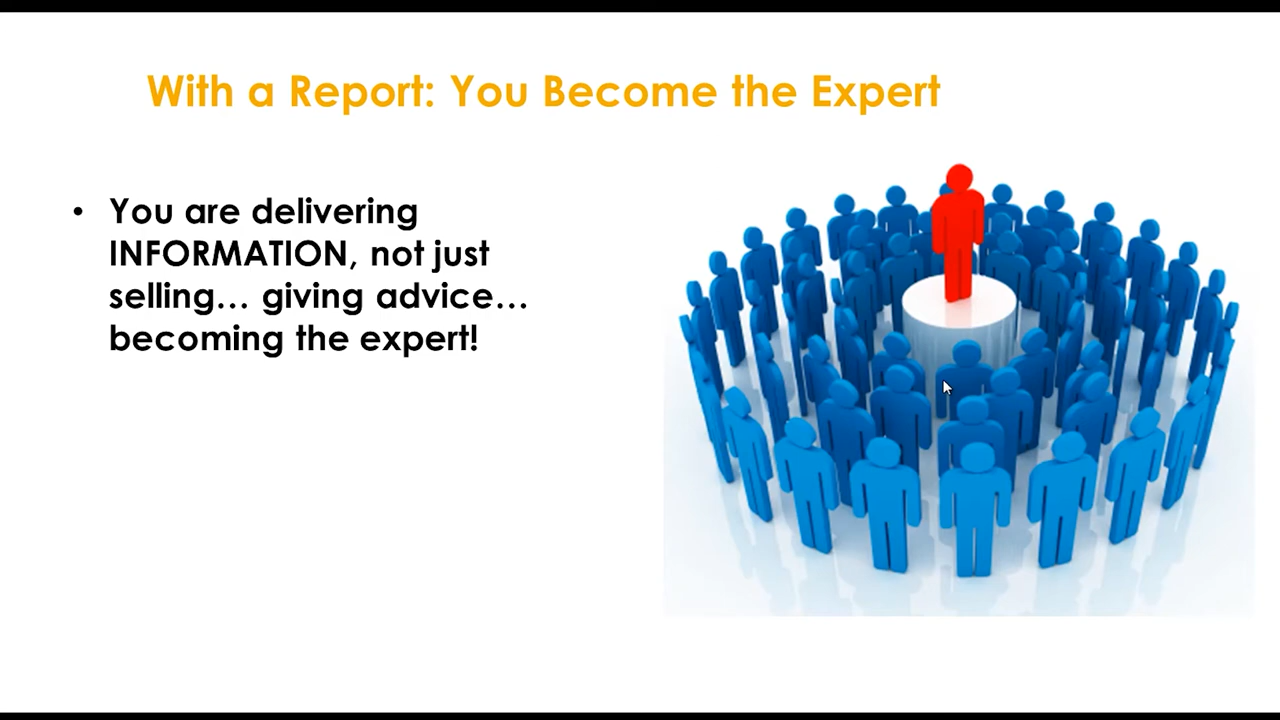 With a Report: You Become the Expert
• You are delivering
INFORMATION, not just
selling... giving advice...
becoming the expert!